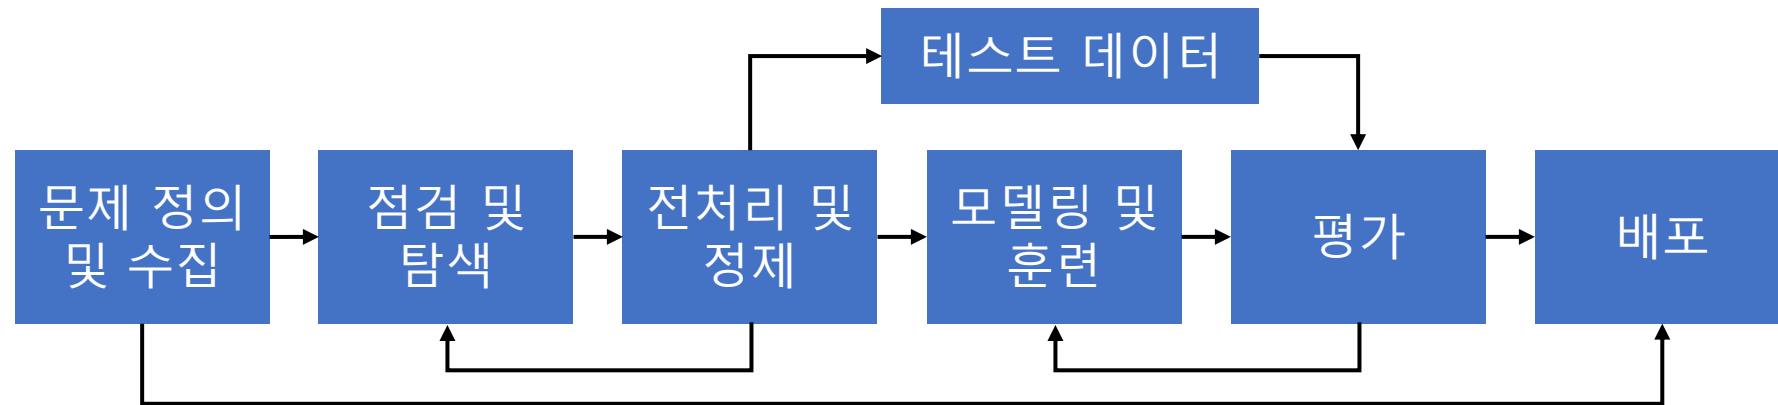 테스트 데이터
문제 정의
및 수집
점검 및
탐색
전처리 및
정제
모델링 및
훈련
평가
배포